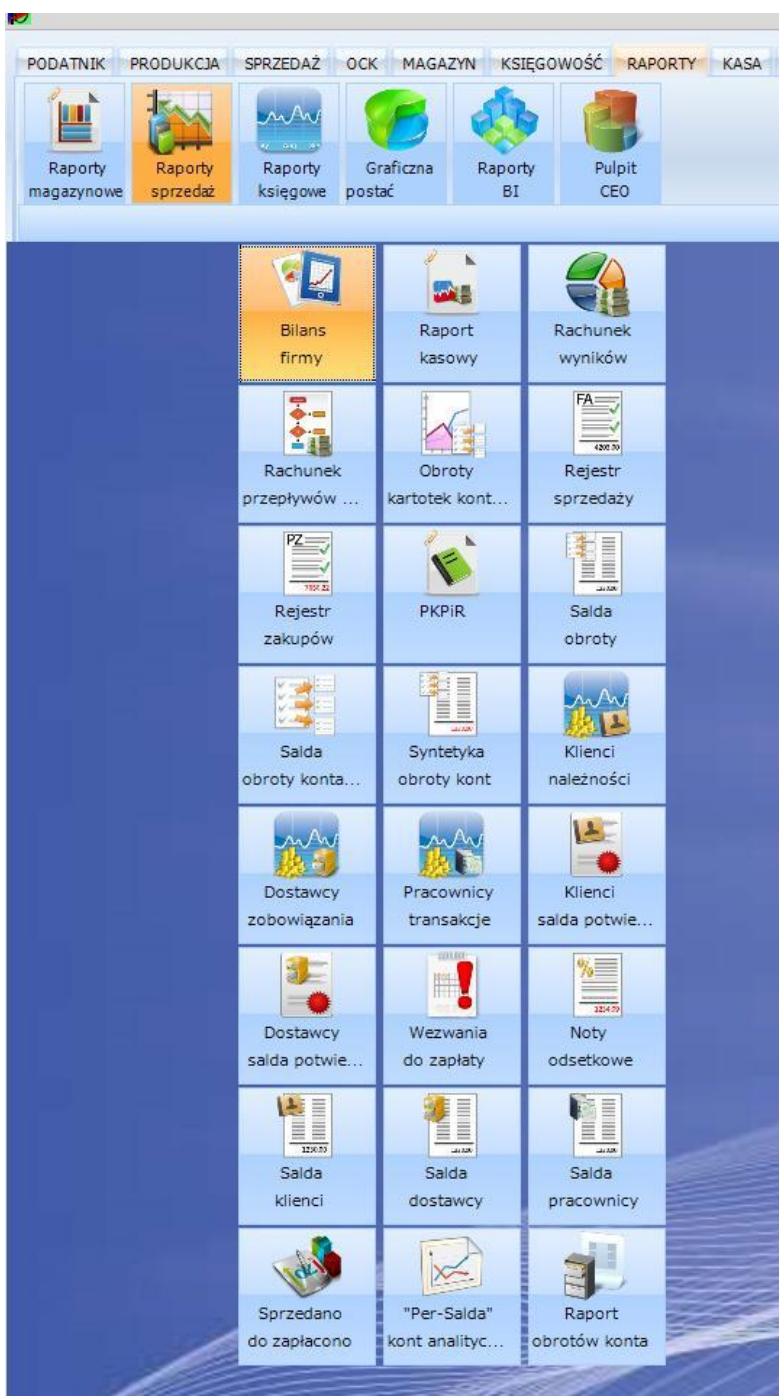 PODATNIK PRODUKCJA SPRZEDAŻ OCK MAGAZYN KSIĘGOWOŚĆ RAPORTY KASA
Raporty magazynowe
Raporty sprzedaż
Raporty księgowe
Graficzna postać
Raporty BI
Pulpit CEO
Bilans firmy
Raport kasowy
Rachunek wyników
Rachunek przepływów ...
Obroty kartotek kont...
FA
Rejestr sprzedaży
PZ
Rejestr zakupów
PKPiR
Salda obroty
Salda obroty konta...
Syntetyka obroty kont
Klienci należności
Dostawcy zobowiązania
Pracownicy transakcje
Klienci salda potwie...
Dostawcy salda potwie...
Wezwania do zapłaty
%
Noty odsetkowe
Salda klienci
Salda dostawcy
Salda pracownicy
Sprzedano do zapłacono
"Per-Salda" kont analityc...
Raport obrotów konta